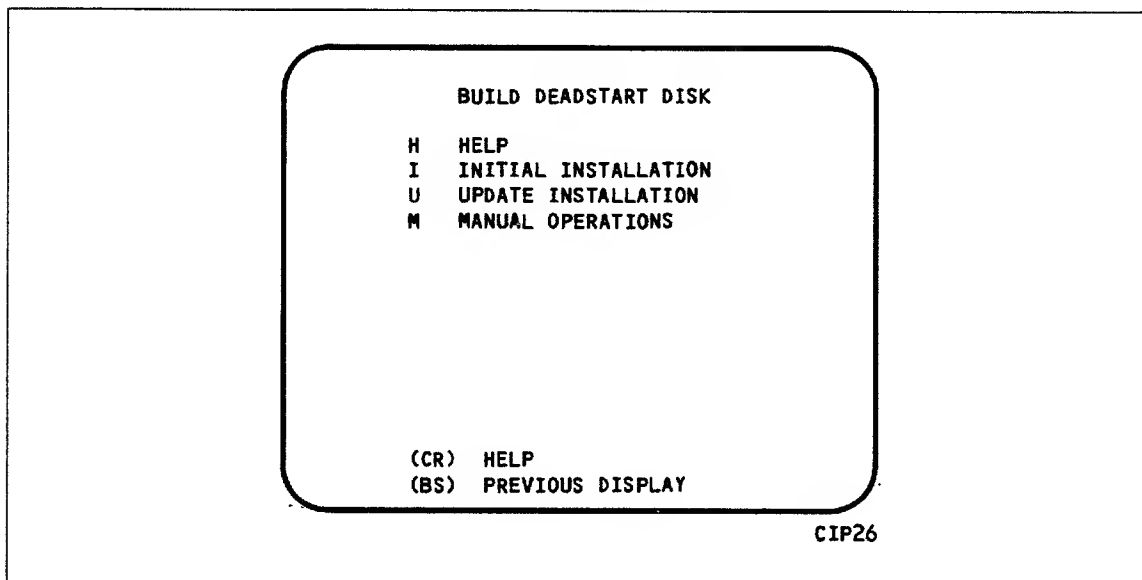 BUILD DEADSTART DISK
H HELP
I INITIAL INSTALLATION
U UPDATE INSTALLATION
M MANUAL OPERATIONS
(CR) HELP
(BS) PREVIOUS DISPLAY
CIP26